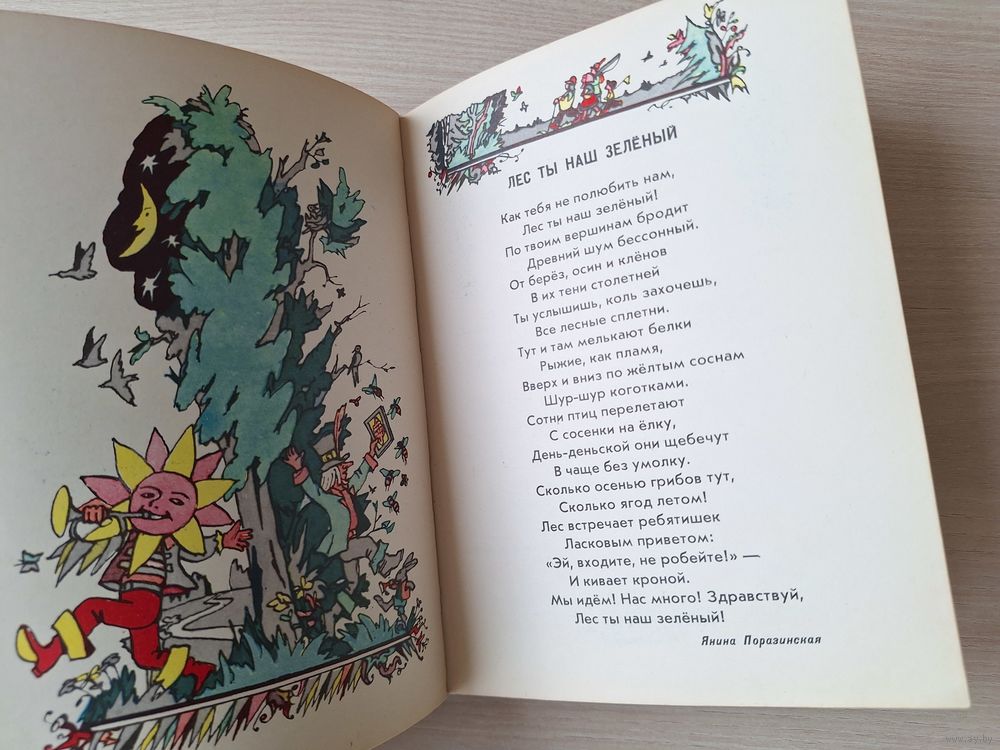 ЛЕС ТЫ НАШ ЗЕЛЁНЫЙ
Как тебя не полюбить нам,
Лес ты наш зелёный!
По твоим вершинам бродит
Древний шум бессонный.
От берёз, осин и клёнов
В их тени столетней
Ты услышишь, коль захочешь,
Все лесные сплетни.
Тут и там мелькают белки
Рыжие, как пламя,
Вверх и вниз по жёлтым соснам
Шур-шур коготками.
Сотни птиц перелетают
С сосенки на ёлку,
День-деньской они щебечут
В чаще без умолку.
Сколько осенью грибов тут,
Сколько ягод летом!
Лес встречает ребятишек
Ласковым приветом:
«Эй, входите, не робейте!» —
И кивает кроной.
Мы идём! Нас много! Здравствуй,
Лес ты наш зелёный!
Янина Поразинская
www.ay.by